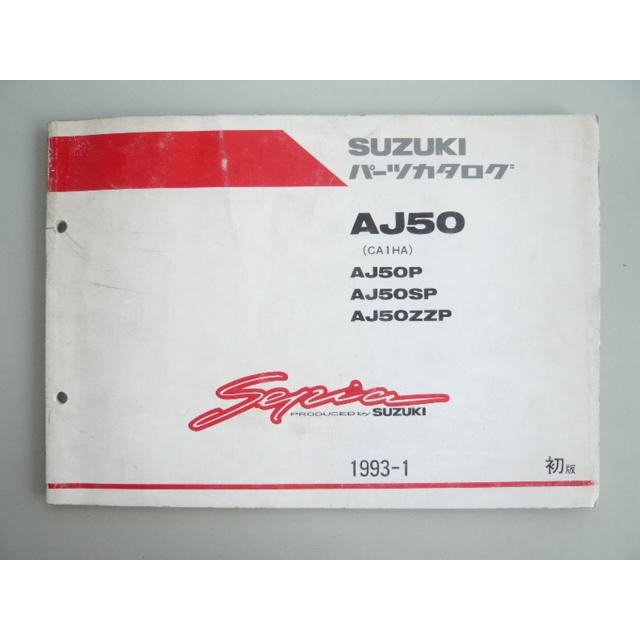 SUZUKI
パーツカタログ
AJ50
(CA1HA)
AJ50P
AJ50SP
AJ50ZZP
Sepia
PRODUCED by SUZUKI
1993-1
初版